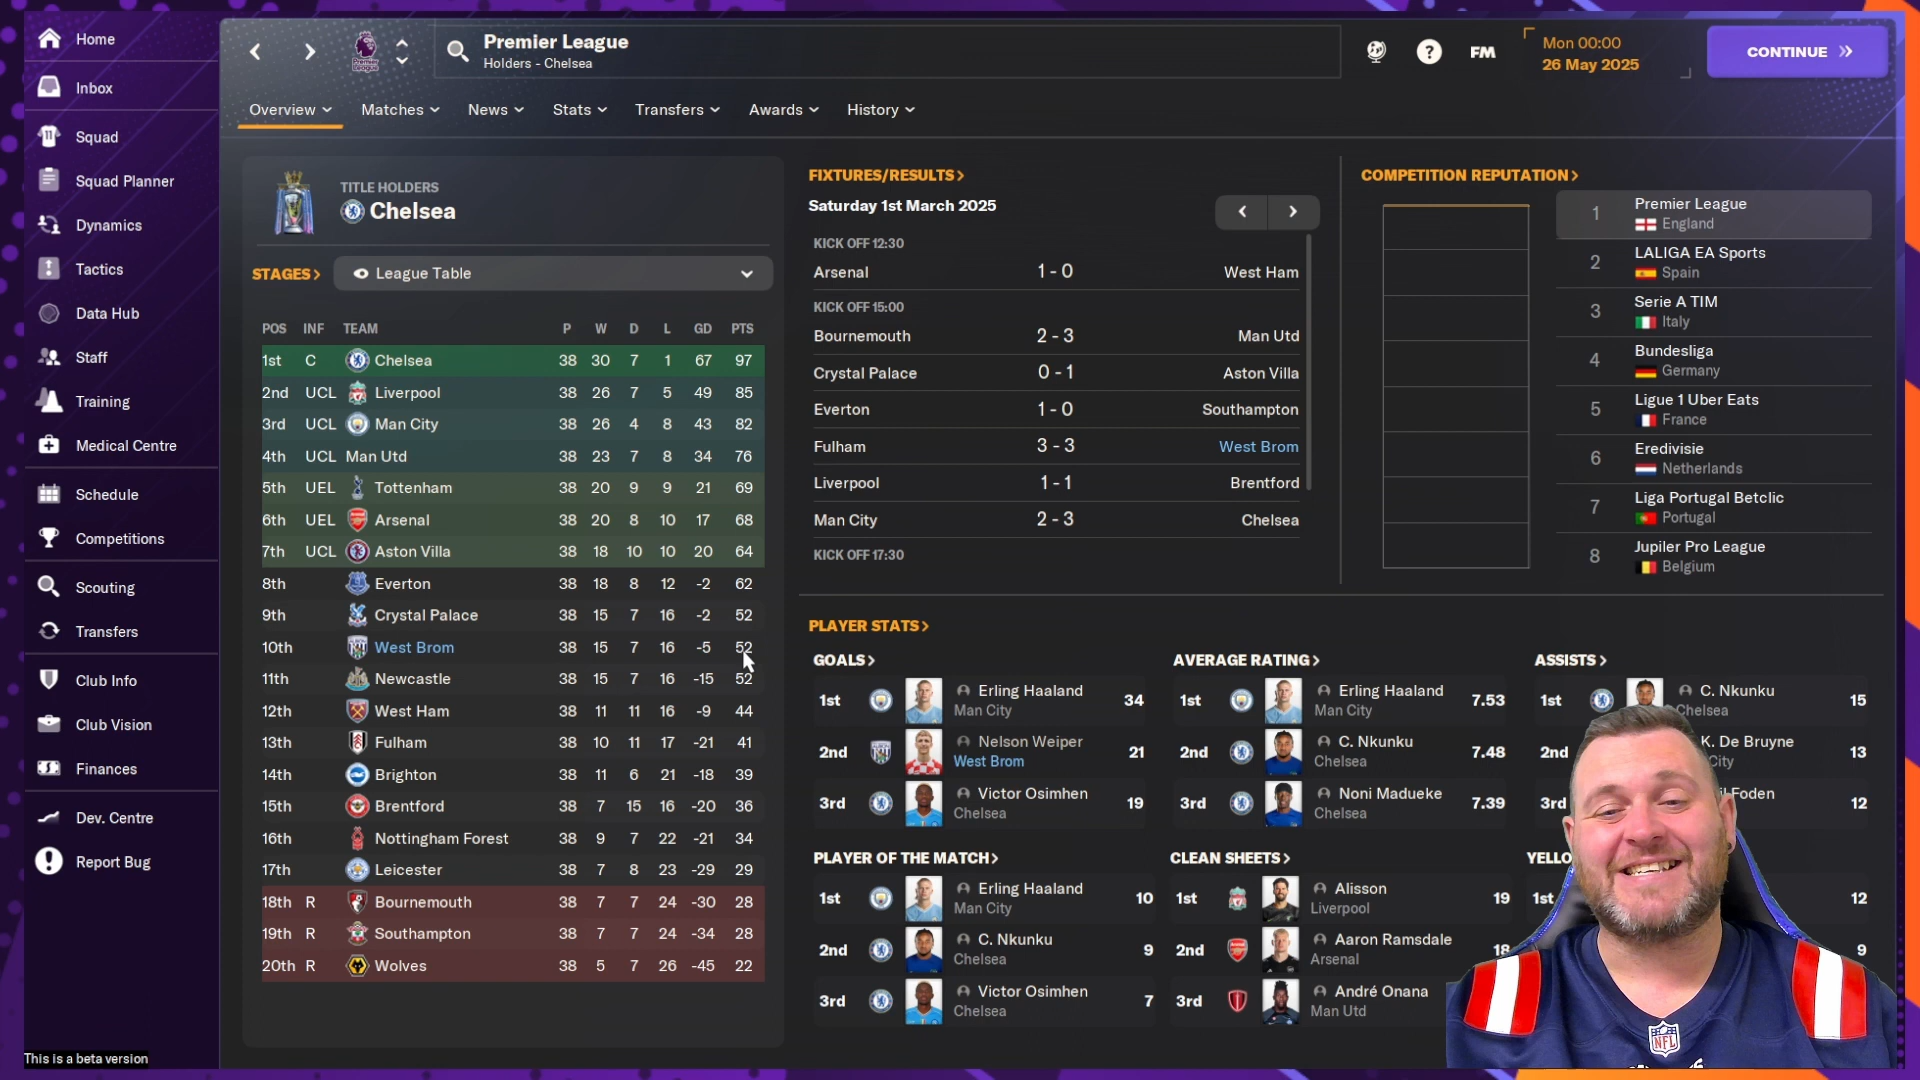 Home
Inbox
Squad
Squad Planner
Dynamics
Tactics
Data Hub
Staff
Training
Medical Centre
Schedule
Competitions
Scouting
Transfers
Club Info
Club Vision
Finances
Dev. Centre
Report Bug
This is a beta version
Premier League
Holders - Chelsea
FM
Mon 00:00
26 May 2025
CONTINUE
Overview Matches News Stats Transfers Awards History
TITLE HOLDERS
Chelsea
STAGES League Table
POS INF TEAM P W D L GD PTS
1st C Chelsea 38 30 7 1 67 97
2nd UCL Liverpool 38 26 7 5 49 85
3rd UCL Man City 38 26 4 8 43 82
4th UCL Man Utd 38 23 7 8 34 76
5th UEL Tottenham 38 20 9 9 21 69
6th UEL Arsenal 38 20 8 10 17 68
7th UCL Aston Villa 38 18 10 10 20 64
8th Everton 38 18 8 12 -2 62
9th Crystal Palace 38 15 7 16 -2 52
10th West Brom 38 15 7 16 -5 52
11th Newcastle 38 15 7 16 -15 52
12th West Ham 38 11 11 16 -9 44
13th Fulham 38 10 11 17 -21 41
14th Brighton 38 11 6 21 -18 39
15th Brentford 38 7 15 16 -20 36
16th Nottingham Forest 38 9 7 22 -21 34
17th Leicester 38 7 8 23 -29 29
18th R Bournemouth 38 7 7 24 -30 28
19th R Southampton 38 7 7 24 -34 28
20th R Wolves 38 5 7 26 -45 22
FIXTURES/RESULTS
Saturday 1st March 2025
KICK OFF 12:30
Arsenal 1 - 0 West Ham
KICK OFF 15:00
Bournemouth 2 - 3 Man Utd
Crystal Palace 0 - 1 Aston Villa
Everton 1 - 0 Southampton
Fulham 3 - 3 West Brom
Liverpool 1 - 1 Brentford
Man City 2 - 3 Chelsea
KICK OFF 17:30
COMPETITION REPUTATION
1 Premier League
England
2 LALIGA EA Sports
Spain
3 Serie A TIM
Italy
4 Bundesliga
Germany
5 Ligue 1 Uber Eats
France
6 Eredivisie
Netherlands
7 Liga Portugal Betclic
Portugal
8 Jupiler Pro League
Belgium
PLAYER STATS
GOALS
1st Erling Haaland 34
Man City
2nd Nelson Weiper 21
West Brom
3rd Victor Osimhen 19
Chelsea
AVERAGE RATING
1st Erling Haaland 7.53
Man City
2nd C. Nkunku 7.48
Chelsea
3rd Noni Madueke 7.39
Chelsea
ASSISTS
1st C. Nkunku 15
Chelsea
2nd K. De Bruyne 13
City
3rd Foden 12
PLAYER OF THE MATCH
1st Erling Haaland 10
Man City
2nd C. Nkunku 9
Chelsea
3rd Victor Osimhen 7
Chelsea
CLEAN SHEETS
1st Alisson 19
Liverpool
2nd Aaron Ramsdale 18
Arsenal
3rd André Onana
Man Utd
YELLO
1st 12
9
NFL